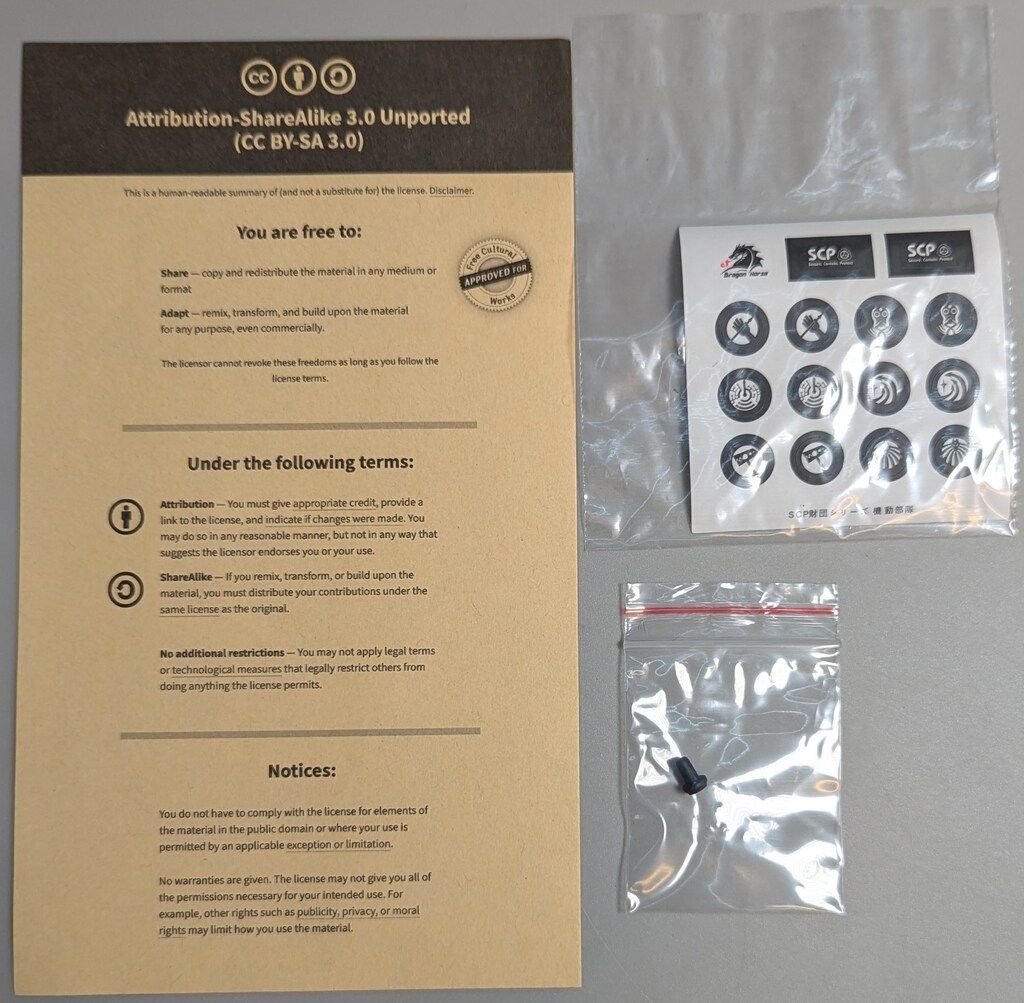 Attribution-ShareAlike 3.0 Unported
(CC BY-SA 3.0)
This is a human-readable summary of (and not a substitute for) the license. Disclaimer.
You are free to:
Share — copy and redistribute the material in any medium or
format
Adapt — remix, transform, and build upon the material
for any purpose, even commercially.
The licensor cannot revoke these freedoms as long as you follow the
license terms.
Free Cultural
APPROVED FOR
Works
Under the following terms:
Attribution — You must give appropriate credit, provide a
link to the license, and indicate if changes were made. You
may do so in any reasonable manner, but not in any way that
suggests the licensor endorses you or your use.
ShareAlike — If you remix, transform, or build upon the
material, you must distribute your contributions under the
same license as the original.
No additional restrictions — You may not apply legal terms
or technological measures that legally restrict others from
doing anything the license permits.
Notices:
You do not have to comply with the license for elements of
the material in the public domain or where your use is
permitted by an applicable exception or limitation.
No warranties are given. The license may not give you all of
the permissions necessary for your intended use. For
example, other rights such as publicity, privacy, or moral
rights may limit how you use the material.
Dragon Horse
SCP
Secure. Contain. Protect
SCP
Secure. Contain. Protect
SCP財団シリーズ 機動部隊